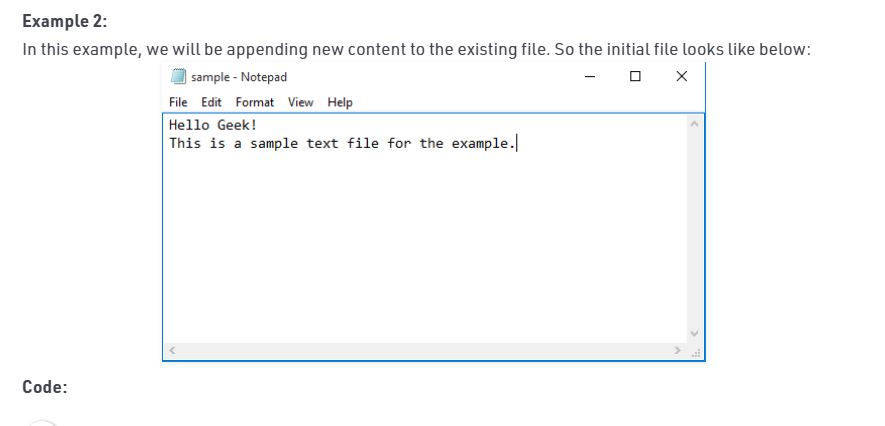 Example 2:
In this example, we will be appending new content to the existing file. So the initial file looks like below:
sample - Notepad
File Edit Format View Help
Hello Geek!
This is a sample text file for the example.
Code: